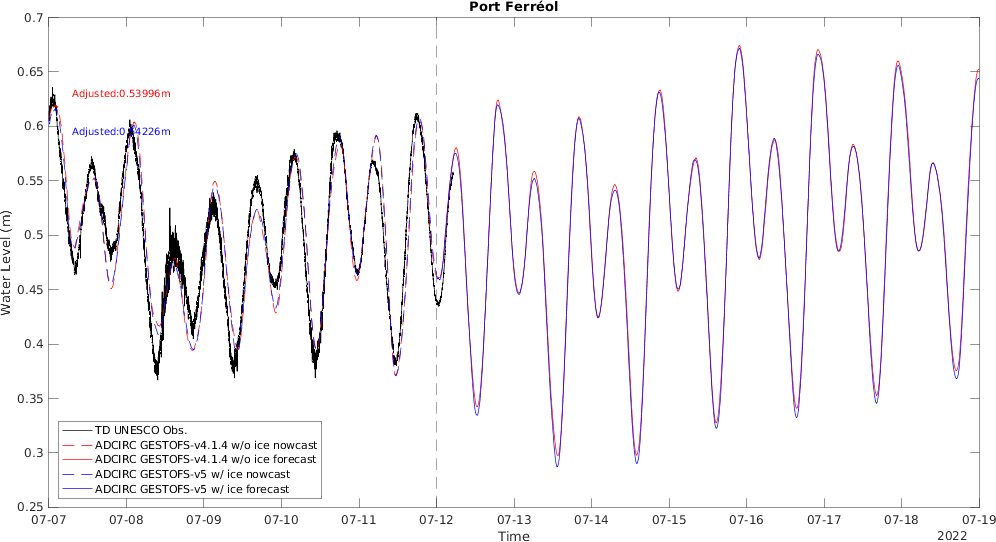 Port Ferréol
0.7
0.65
0.6
0.55
0.5
0.45
0.4
0.35
0.3
0.25
Water Level (m)
Adjusted:0.53996m
Adjusted:0.54226m
TD UNESCO Obs.
ADCIRC GESTOFS-v4.1.4 w/o ice nowcast
ADCIRC GESTOFS-v4.1.4 w/o ice forecast
ADCIRC GESTOFS-v5 w/ ice nowcast
ADCIRC GESTOFS-v5 w/ ice forecast
07-07 07-08 07-09 07-10 07-11 07-12 07-13 07-14 07-15 07-16 07-17 07-18 07-19
Time
2022